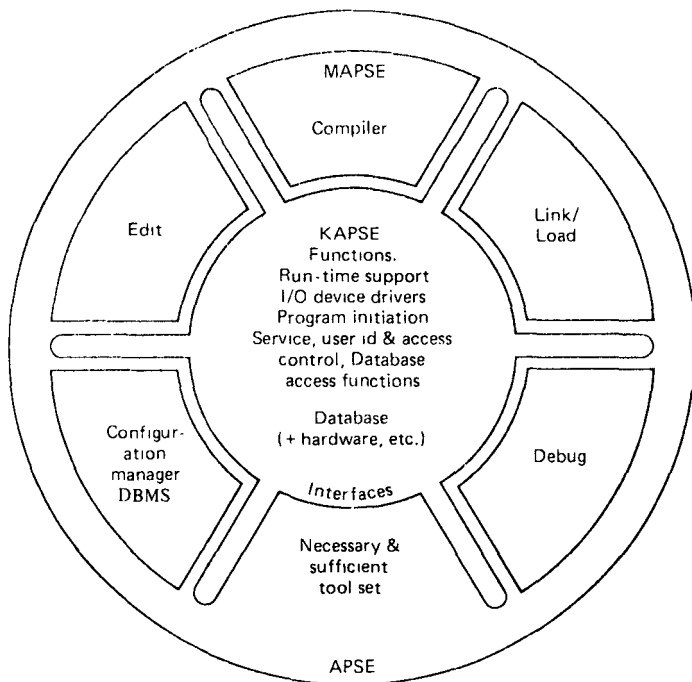 MAPSE
Compiler
Edit
Link/
Load
KAPSE
Functions.
Run-time support
I/O device drivers
Program initiation
Service, user id & access
control, Database
access functions
Database
(+ hardware, etc.)
Configur-
ation
manager
DBMS
Debug
Interfaces
Necessary &
sufficient
tool set
APSE